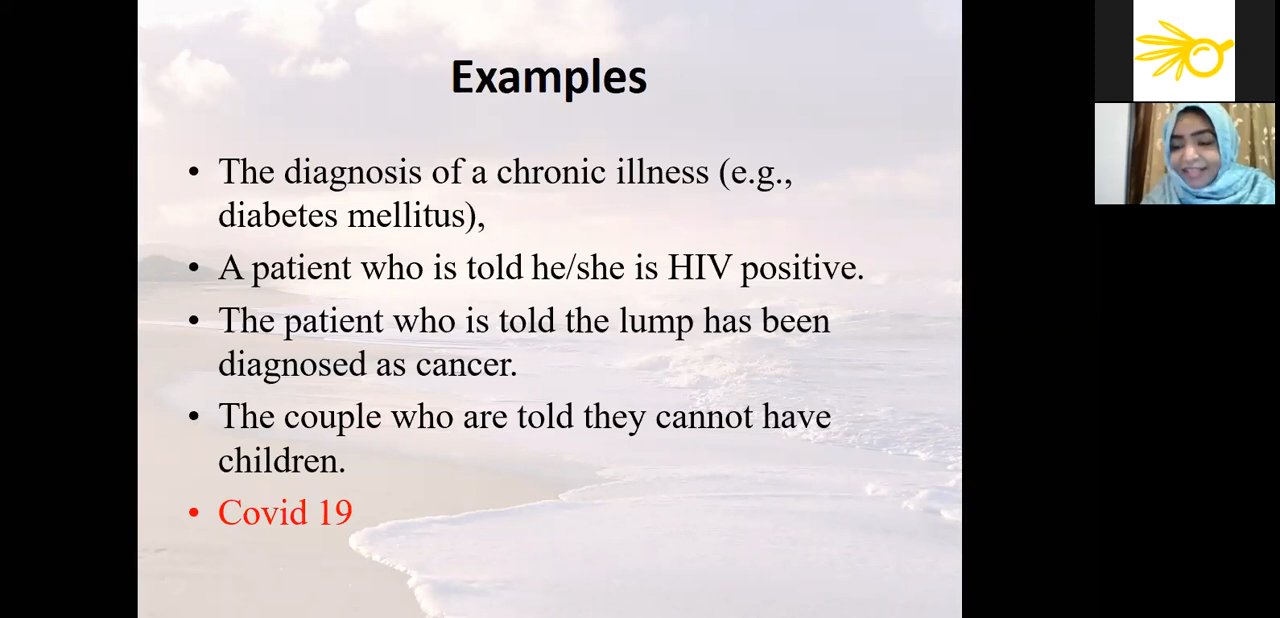 Examples
• The diagnosis of a chronic illness (e.g.,
diabetes mellitus),
• A patient who is told he/she is HIV positive.
• The patient who is told the lump has been
diagnosed as cancer.
• The couple who are told they cannot have
children.
• Covid 19